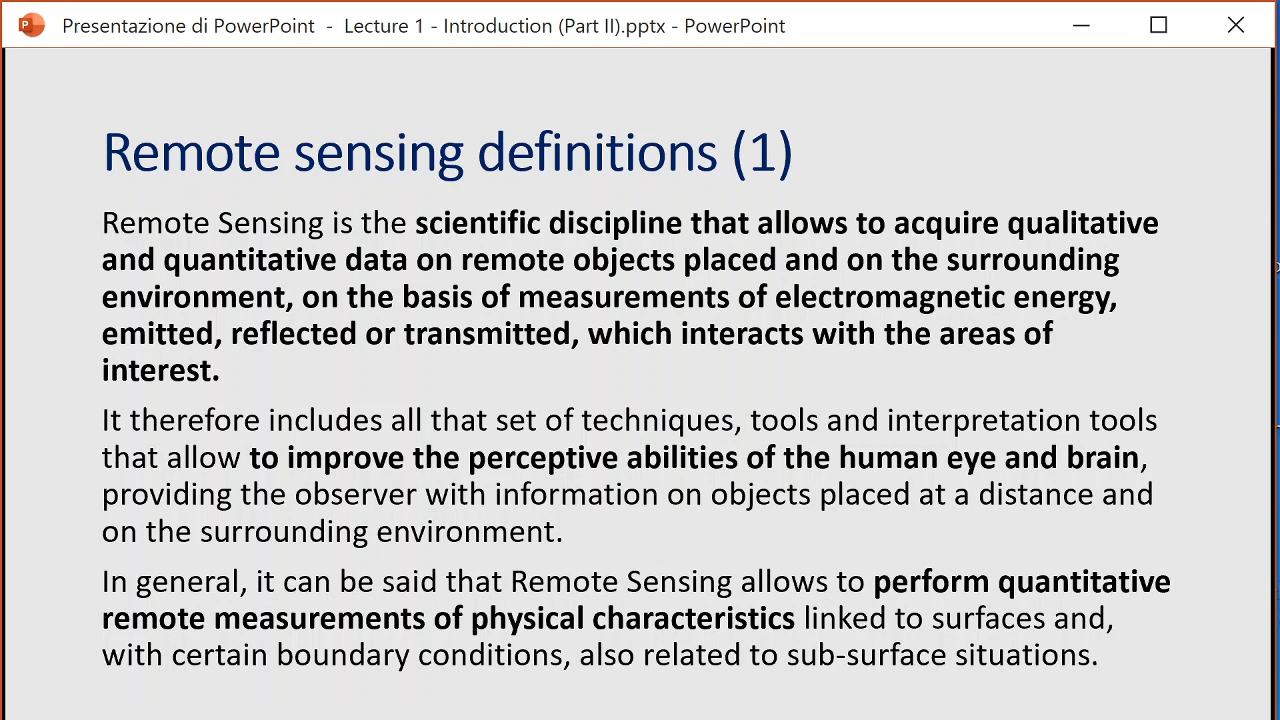 Presentazione di PowerPoint - Lecture 1 - Introduction (Part II).pptx - PowerPoint
Remote sensing definitions (1)
Remote Sensing is the scientific discipline that allows to acquire qualitative
and quantitative data on remote objects placed and on the surrounding
environment, on the basis of measurements of electromagnetic energy,
emitted, reflected or transmitted, which interacts with the areas of
interest.
It therefore includes all that set of techniques, tools and interpretation tools
that allow to improve the perceptive abilities of the human eye and brain,
providing the observer with information on objects placed at a distance and
on the surrounding environment.
In general, it can be said that Remote Sensing allows to perform quantitative
remote measurements of physical characteristics linked to surfaces and,
with certain boundary conditions, also related to sub-surface situations.